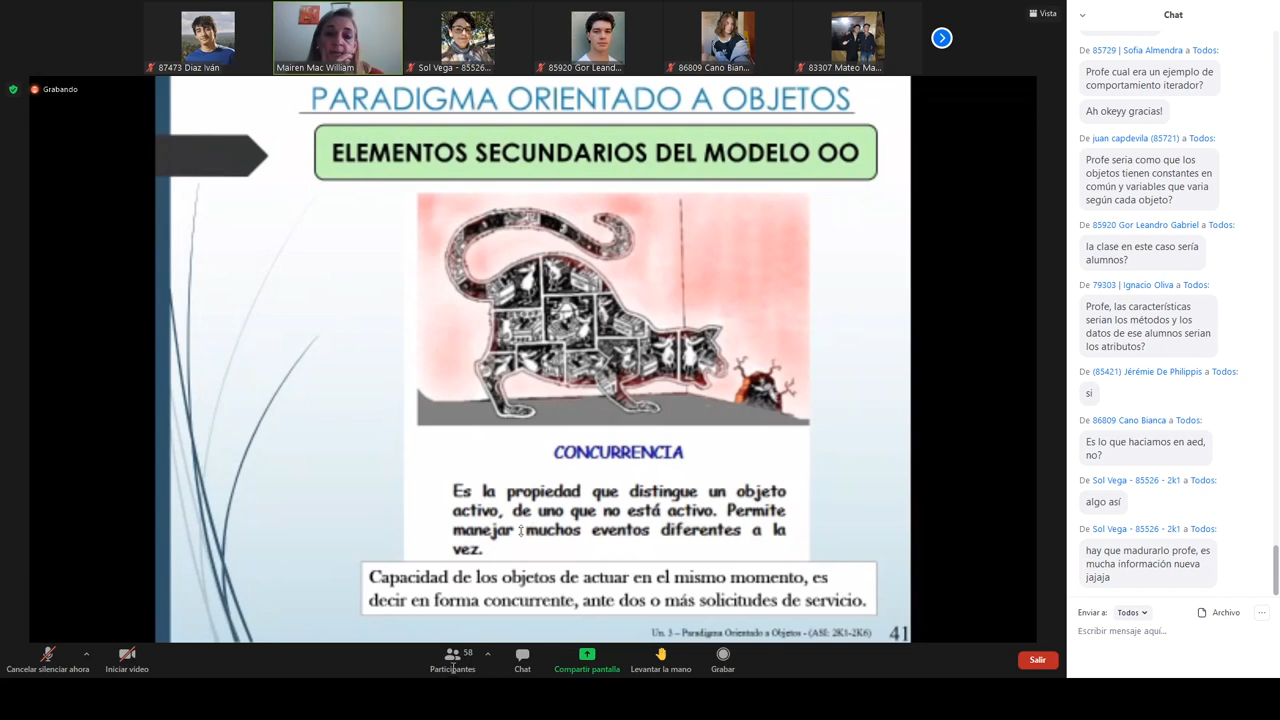 Vista
87473 Diaz Iván
Mairen Mac William
Sol Vega - 85526...
85920 Gor Leand...
86809 Cano Bian...
83307 Mateo Ma...
Grabando
PARADIGMA ORIENTADO A OBJETOS
ELEMENTOS SECUNDARIOS DEL MODELO OO
CONCURRENCIA
Es la propiedad que distingue un objeto
activo, de uno que no está activo. Permite
manejar muchos eventos diferentes a la
vez.
Capacidad de los objetos de actuar en el mismo momento, es
decir en forma concurrente, ante dos o más solicitudes de servicio.
Un. 3 – Paradigma Orientado a Objetos - (ASI: 2K1-2K6) 41
Cancelar silenciar ahora
Iniciar video
58
Participantes
Chat
Compartir pantalla
Levantar la mano
Grabar
Salir
Chat
De 85729 | Sofia Almendra a Todos:
Profe cual era un ejemplo de
comportamiento iterador?
Ah okeyy gracias!
De juan capdevila (85721) a Todos:
Profe seria como que los
objetos tienen constantes en
común y variables que varia
según cada objeto?
De 85920 Gor Leandro Gabriel a Todos:
la clase en este caso sería
alumnos?
De 79303 | Ignacio Oliva a Todos:
Profe, las características
serian los métodos y los
datos de ese alumnos serian
los atributos?
De (85421) Jérémie De Philippis a Todos:
si
De 86809 Cano Bianca a Todos:
Es lo que haciamos en aed,
no?
De Sol Vega - 85526 - 2k1 a Todos:
algo así
De Sol Vega - 85526 - 2k1 a Todos:
hay que madurarlo profe, es
mucha información nueva
jajaja
Enviar a: Todos
Archivo
...
Escribir mensaje aquí...